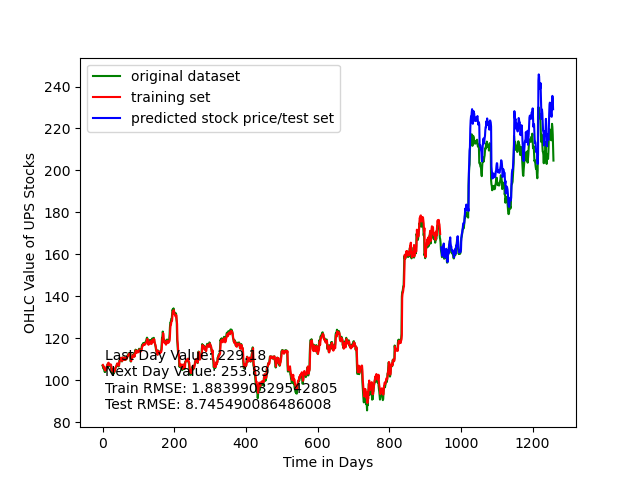 original dataset
training set
predicted stock price/test set
240
220
200
180
160
140
120
100
80
OHLC Value of UPS Stocks
Last Day Value: 229.18
Next Day Value: 253.89
Train RMSE: 1.883990329542805
Test RMSE: 8.745490086486008
0 200 400 600 800 1000 1200
Time in Days